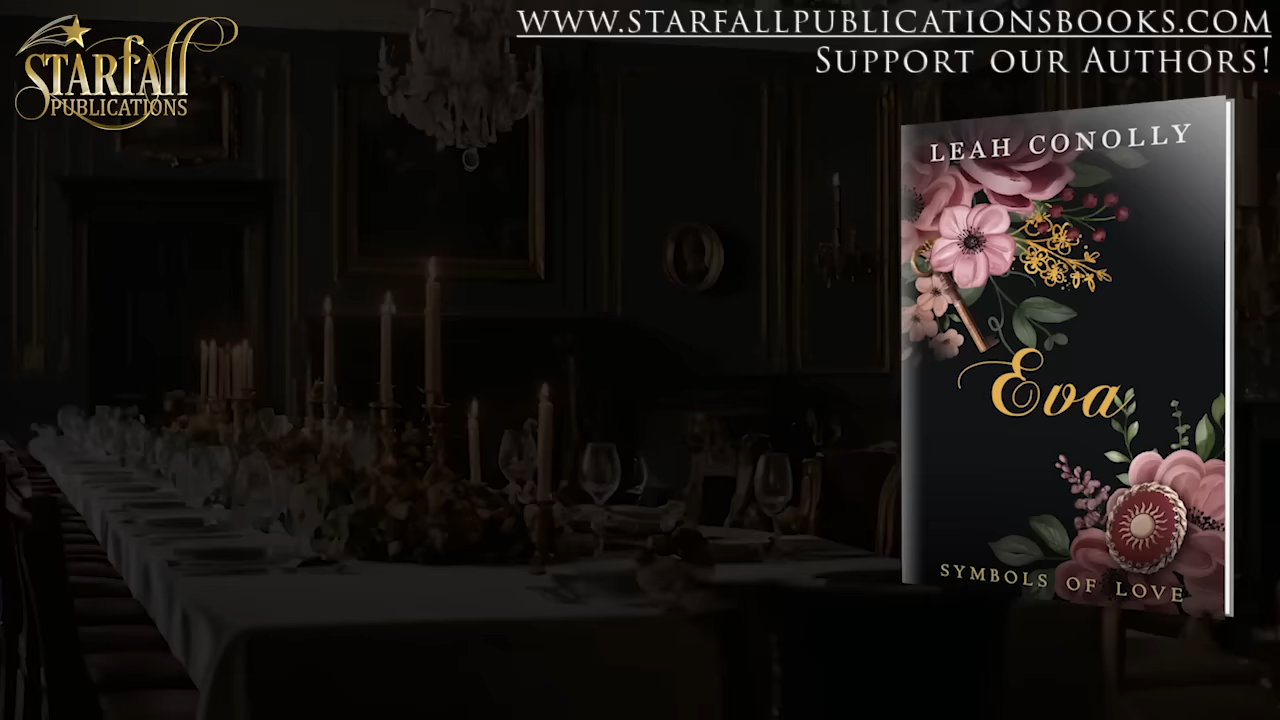 STARfall
PUBLICATIONS
WWW.STARFALLPUBLICATIONSBOOKS.COM
SUPPORT OUR AUTHORS!
LEAH CONOLLY
Eva
SYMBOLS OF LOVE